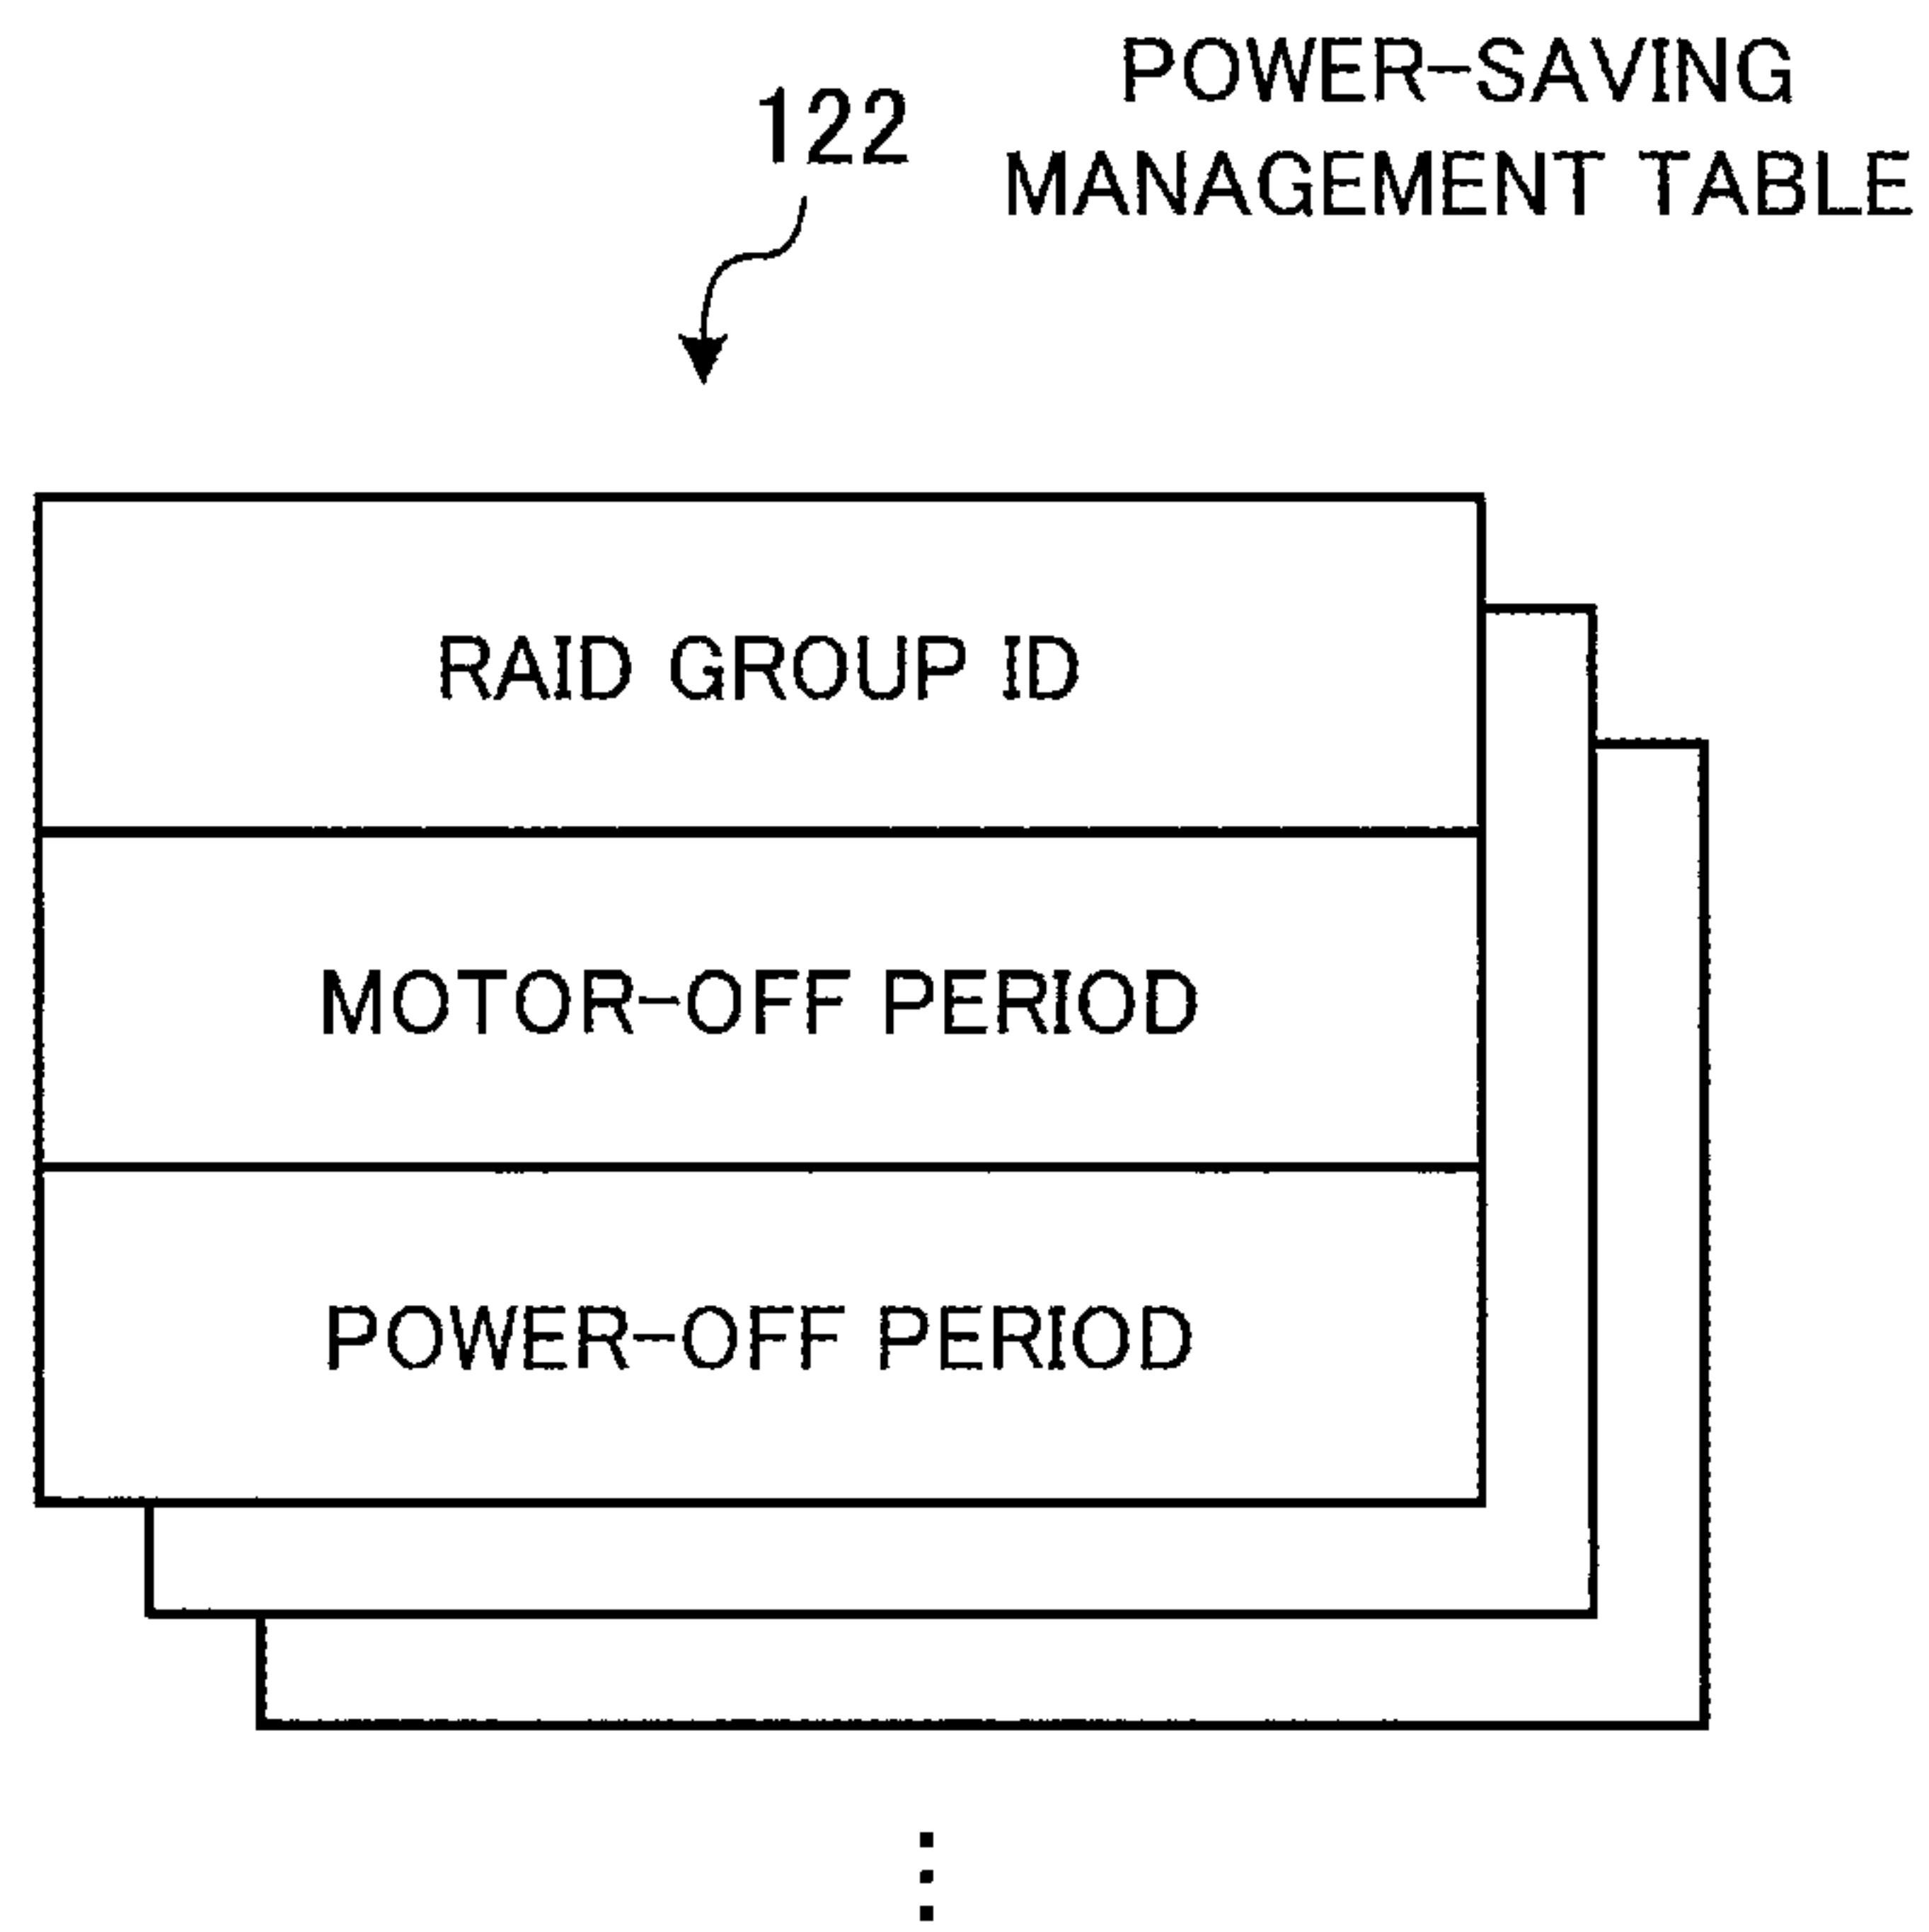 POWER-SAVING
MANAGEMENT TABLE
122
RAID GROUP ID
MOTOR-OFF PERIOD
POWER-OFF PERIOD